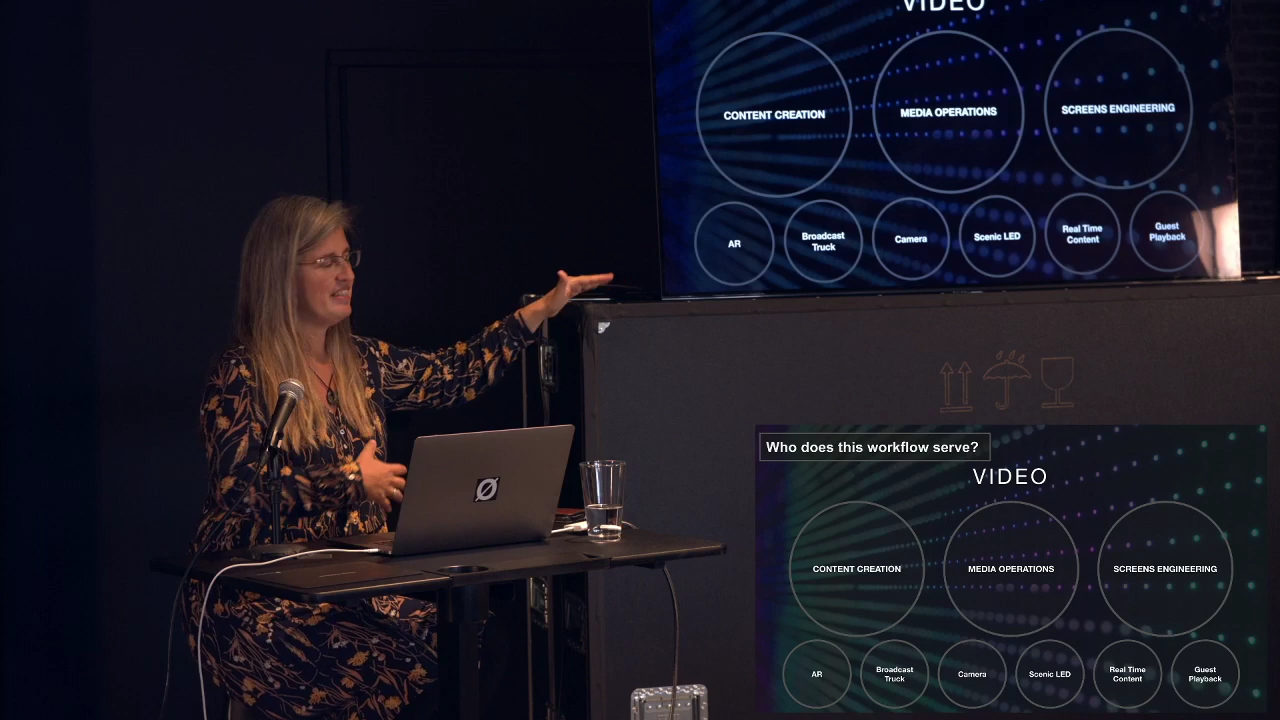 VIDEO
CONTENT CREATION
MEDIA OPERATIONS
SCREENS ENGINEERING
AR
Broadcast
Truck
Camera
Scenic LED
Real Time
Content
Guest
Playback
Who does this workflow serve?
VIDEO
CONTENT CREATION
MEDIA OPERATIONS
SCREENS ENGINEERING
AR
Broadcast
Truck
Camera
Scenic LED
Real Time
Content
Guest
Playback